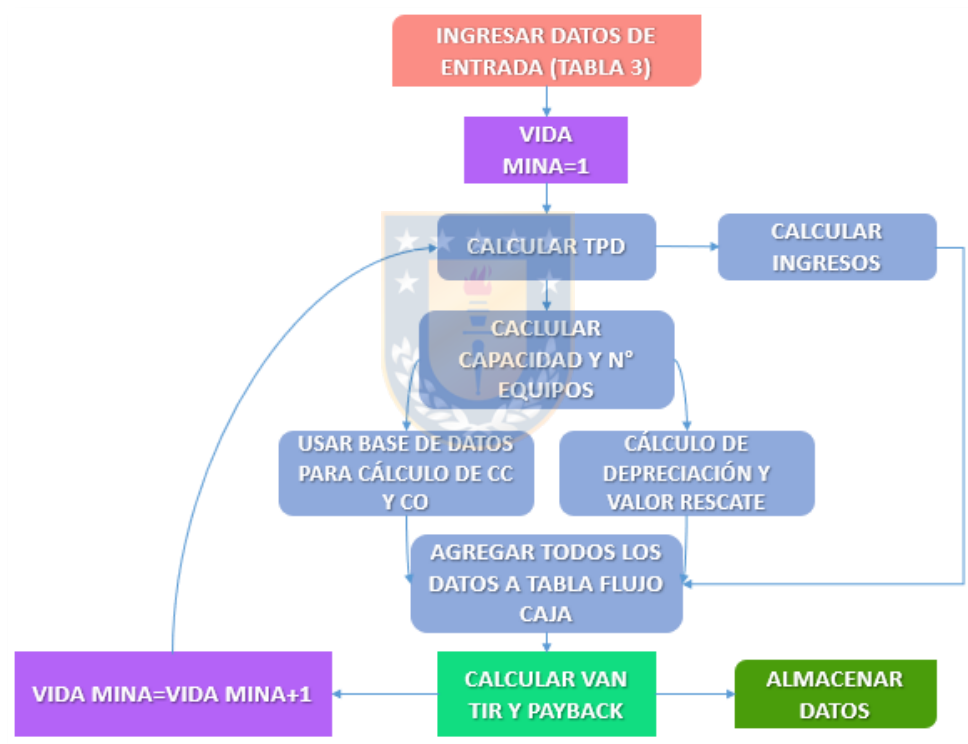 INGRESAR DATOS DE
ENTRADA (TABLA 3)
VIDA
MINA=1
CALCULAR TPD
CALCULAR
INGRESOS
CACLULAR
CAPACIDAD Y N°
EQUIPOS
USAR BASE DE DATOS
PARA CÁLCULO DE CC
Y CO
CÁLCULO DE
DEPRECIACIÓN Y
VALOR RESCATE
AGREGAR TODOS LOS
DATOS A TABLA FLUJO
CAJA
VIDA MINA=VIDA MINA+1
CALCULAR VAN
TIR Y PAYBACK
ALMACENAR
DATOS